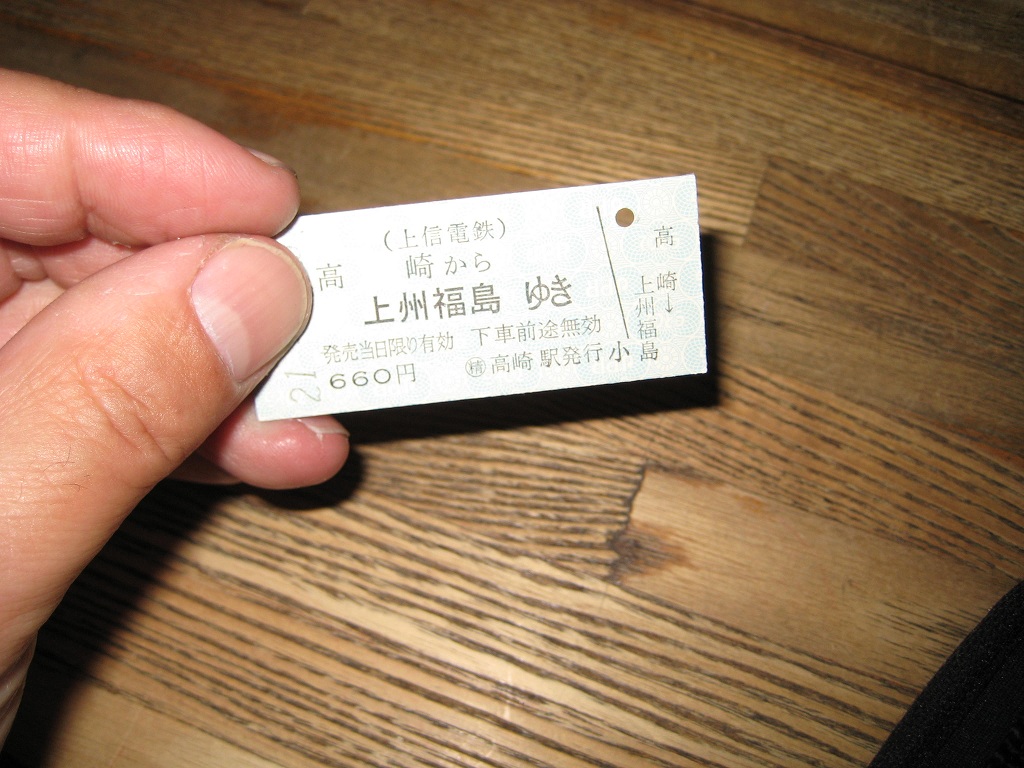 (上信電鉄)
高 崎から
上州福島 ゆき
発売当日限り有効 下車前途無効
660円 ㊖高崎駅発行小
21
高崎
↓
上州福島